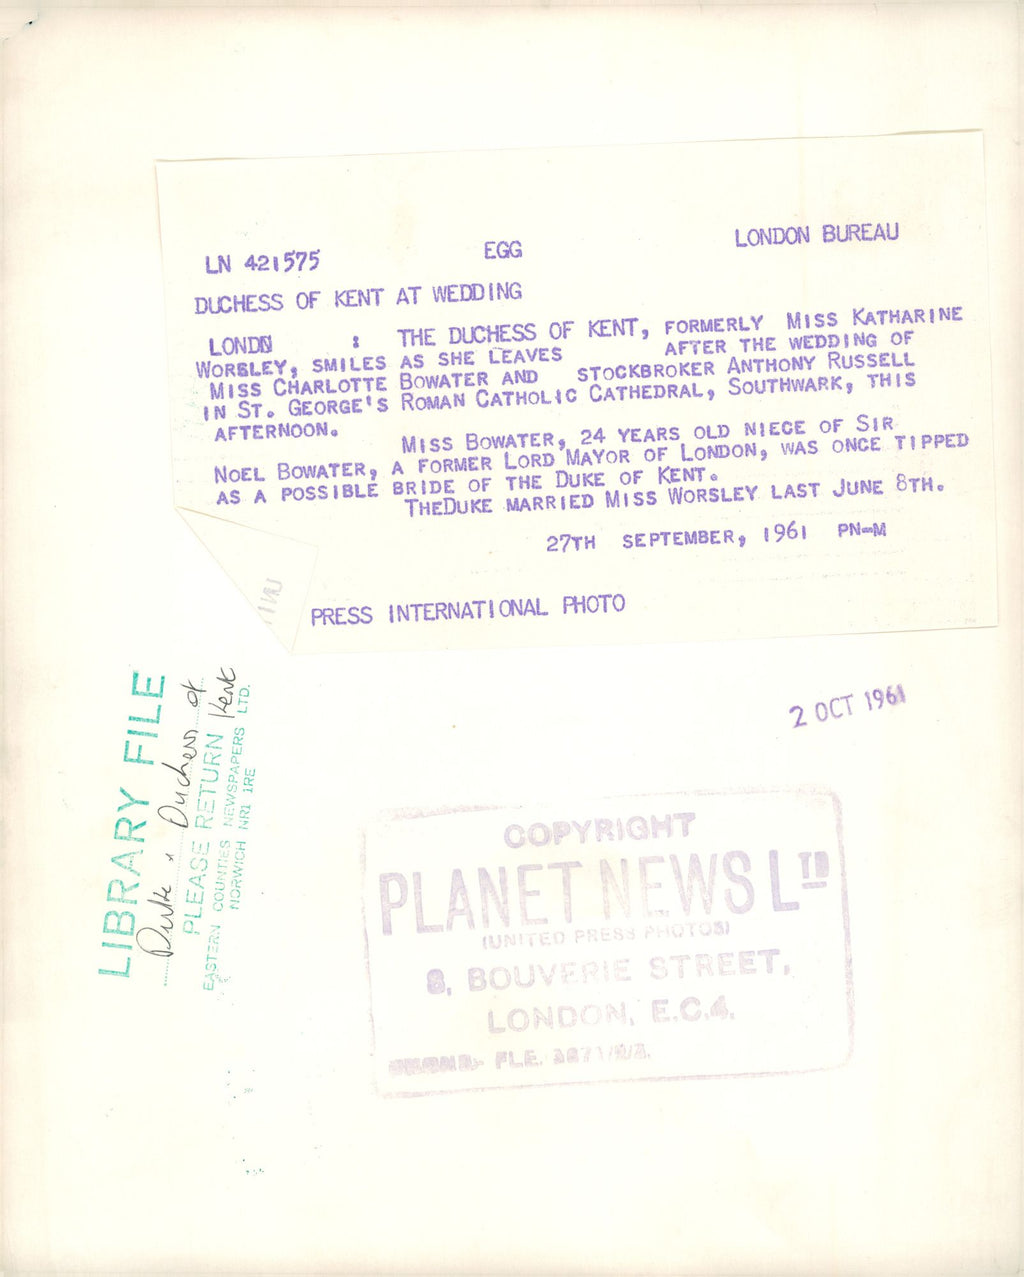 LN 421575 EGG LONDON BUREAU
DUCHESS OF KENT AT WEDDING
LONDN : THE DUCHESS OF KENT, FORMERLY MISS KATHARINE
WORSLEY, SMILES AS SHE LEAVES AFTER THE WEDDING OF
MISS CHARLOTTE BOWATER AND STOCKBROKER ANTHONY RUSSELL
IN ST. GEORGE'S ROMAN CATHOLIC CATHEDRAL, SOUTHWARK, THIS
AFTERNOON.
MISS BOWATER, 24 YEARS OLD NIECE OF SIR
NOEL BOWATER, A FORMER LORD MAYOR OF LONDON, WAS ONCE TIPPED
AS A POSSIBLE BRIDE OF THE DUKE OF KENT.
THEDUKE MARRIED MISS WORSLEY LAST JUNE 8TH.
27TH SEPTEMBER, 1961 PN-M
PRESS INTERNATIONAL PHOTO
LIBRARY FILE
Duke & Duchess of Kent
PLEASE RETURN
EASTERN COUNTIES NEWSPAPERS LTD.
NORWICH NR1 1RE
2 OCT 1961
COPYRIGHT
PLANET NEWS LTD
(UNITED PRESS PHOTOS)
8, BOUVERIE STREET,
LONDON, E.C.4.
FLE.